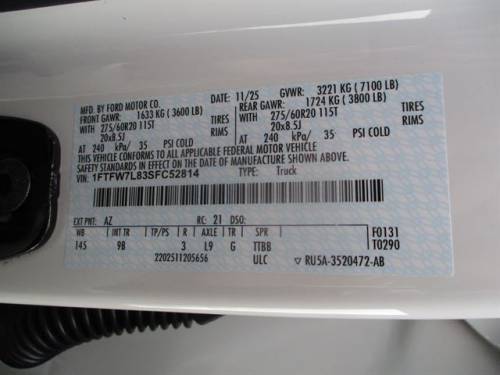 MFD. BY FORD MOTOR CO. DATE: 11/25 GVWR: 3221 KG ( 7100 LB)
FRONT GAWR: 1633 KG ( 3600 LB) REAR GAWR: 1724 KG ( 3800 LB)
WITH 275/60R20 115T TIRES WITH 275/60R20 115T TIRES
20x8.5J RIMS 20x8.5J RIMS
AT 240 kPa/ 35 PSI COLD AT 240 kPa/ 35 PSI COLD
THIS VEHICLE CONFORMS TO ALL APPLICABLE FEDERAL MOTOR VEHICLE
SAFETY STANDARDS IN EFFECT ON THE DATE OF MANUFACTURE SHOWN ABOVE.
VIN: 1FTFW7L83SFC52814 TYPE: Truck
EXT PNT: AZ RC: 21 DSO: F0131
WB INT TR TP/PS R AXLE TR SPR T0290
145 9B 3 L9 G TTBB
2202511205656 ULC RU5A-3520472-AB